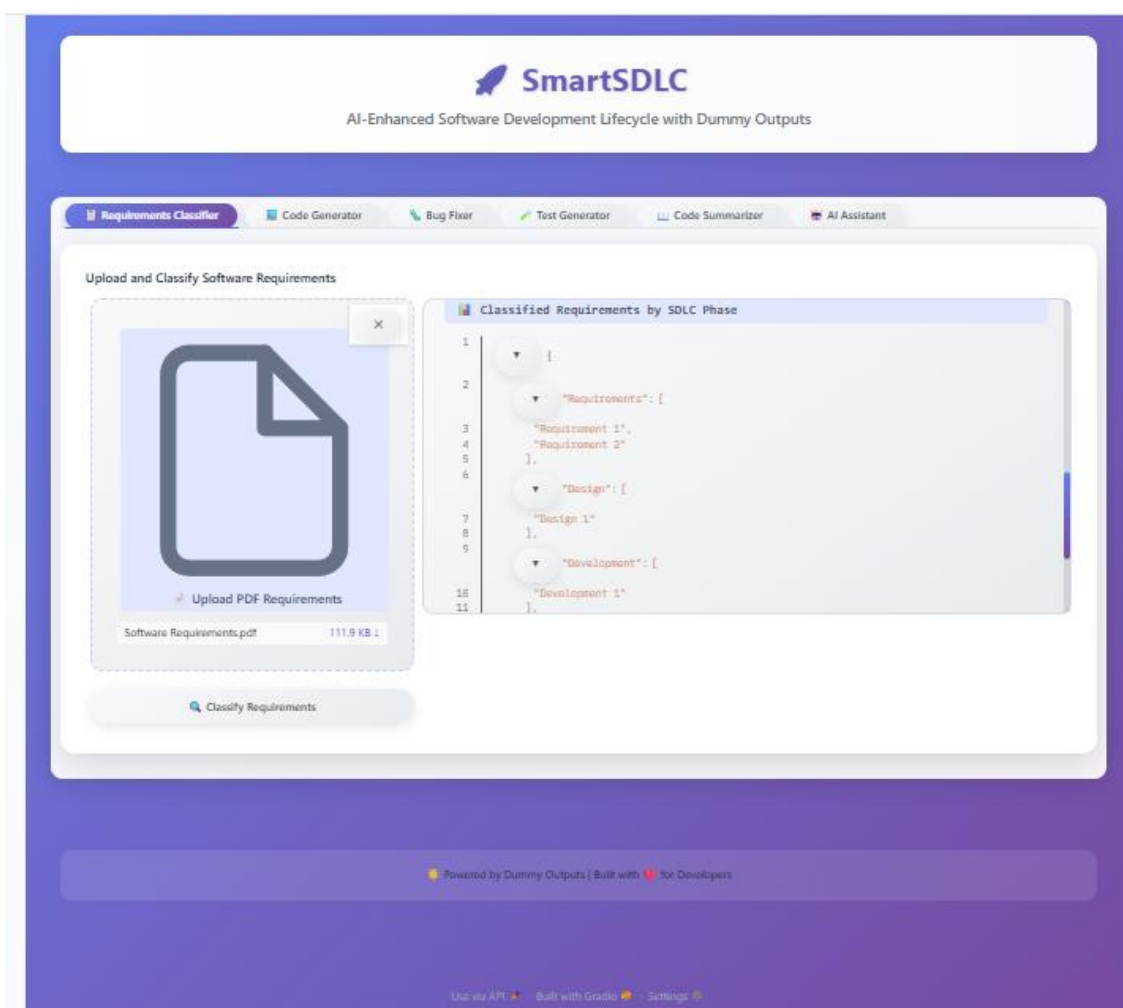 SmartSDLC
AI-Enhanced Software Development Lifecycle with Dummy Outputs
Requirements Classifier
Code Generator
Bug Fixer
Test Generator
Code Summarizer
AI Assistant
Upload and Classify Software Requirements
×
Upload PDF Requirements
Software Requirements.pdf 111.9 KB ↓
Classify Requirements
Classified Requirements by SDLC Phase
1 {
2 "Requirements": [
3 "Requirement 1",
4 "Requirement 2"
5 ],
6 "Design": [
7 "Design 1"
8 ],
9 "Development": [
10 "Development 1"
11 ],
Powered by Dummy Outputs | Built with for Developers
Use via API · Built with Gradio · Settings